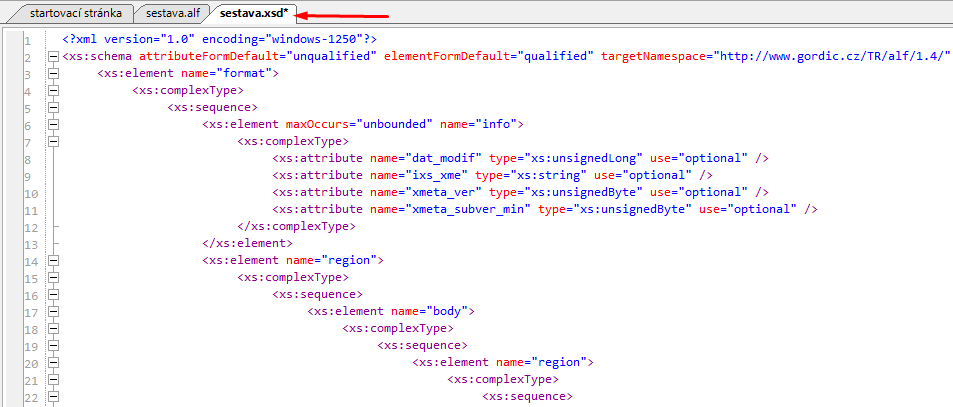 startovací stránka sestava.alf sestava.xsd*
1 <?xml version="1.0" encoding="windows-1250"?>
2 <xs:schema attributeFormDefault="unqualified" elementFormDefault="qualified" targetNamespace="http://www.gordic.cz/TR/alf/1.4/"
3 <xs:element name="format">
4 <xs:complexType>
5 <xs:sequence>
6 <xs:element maxOccurs="unbounded" name="info">
7 <xs:complexType>
8 <xs:attribute name="dat_modif" type="xs:unsignedLong" use="optional" />
9 <xs:attribute name="ixs_xme" type="xs:string" use="optional" />
10 <xs:attribute name="xmeta_ver" type="xs:unsignedByte" use="optional" />
11 <xs:attribute name="xmeta_subver_min" type="xs:unsignedByte" use="optional" />
12 </xs:complexType>
13 </xs:element>
14 <xs:element name="region">
15 <xs:complexType>
16 <xs:sequence>
17 <xs:element name="body">
18 <xs:complexType>
19 <xs:sequence>
20 <xs:element name="region">
21 <xs:complexType>
22 <xs:sequence>